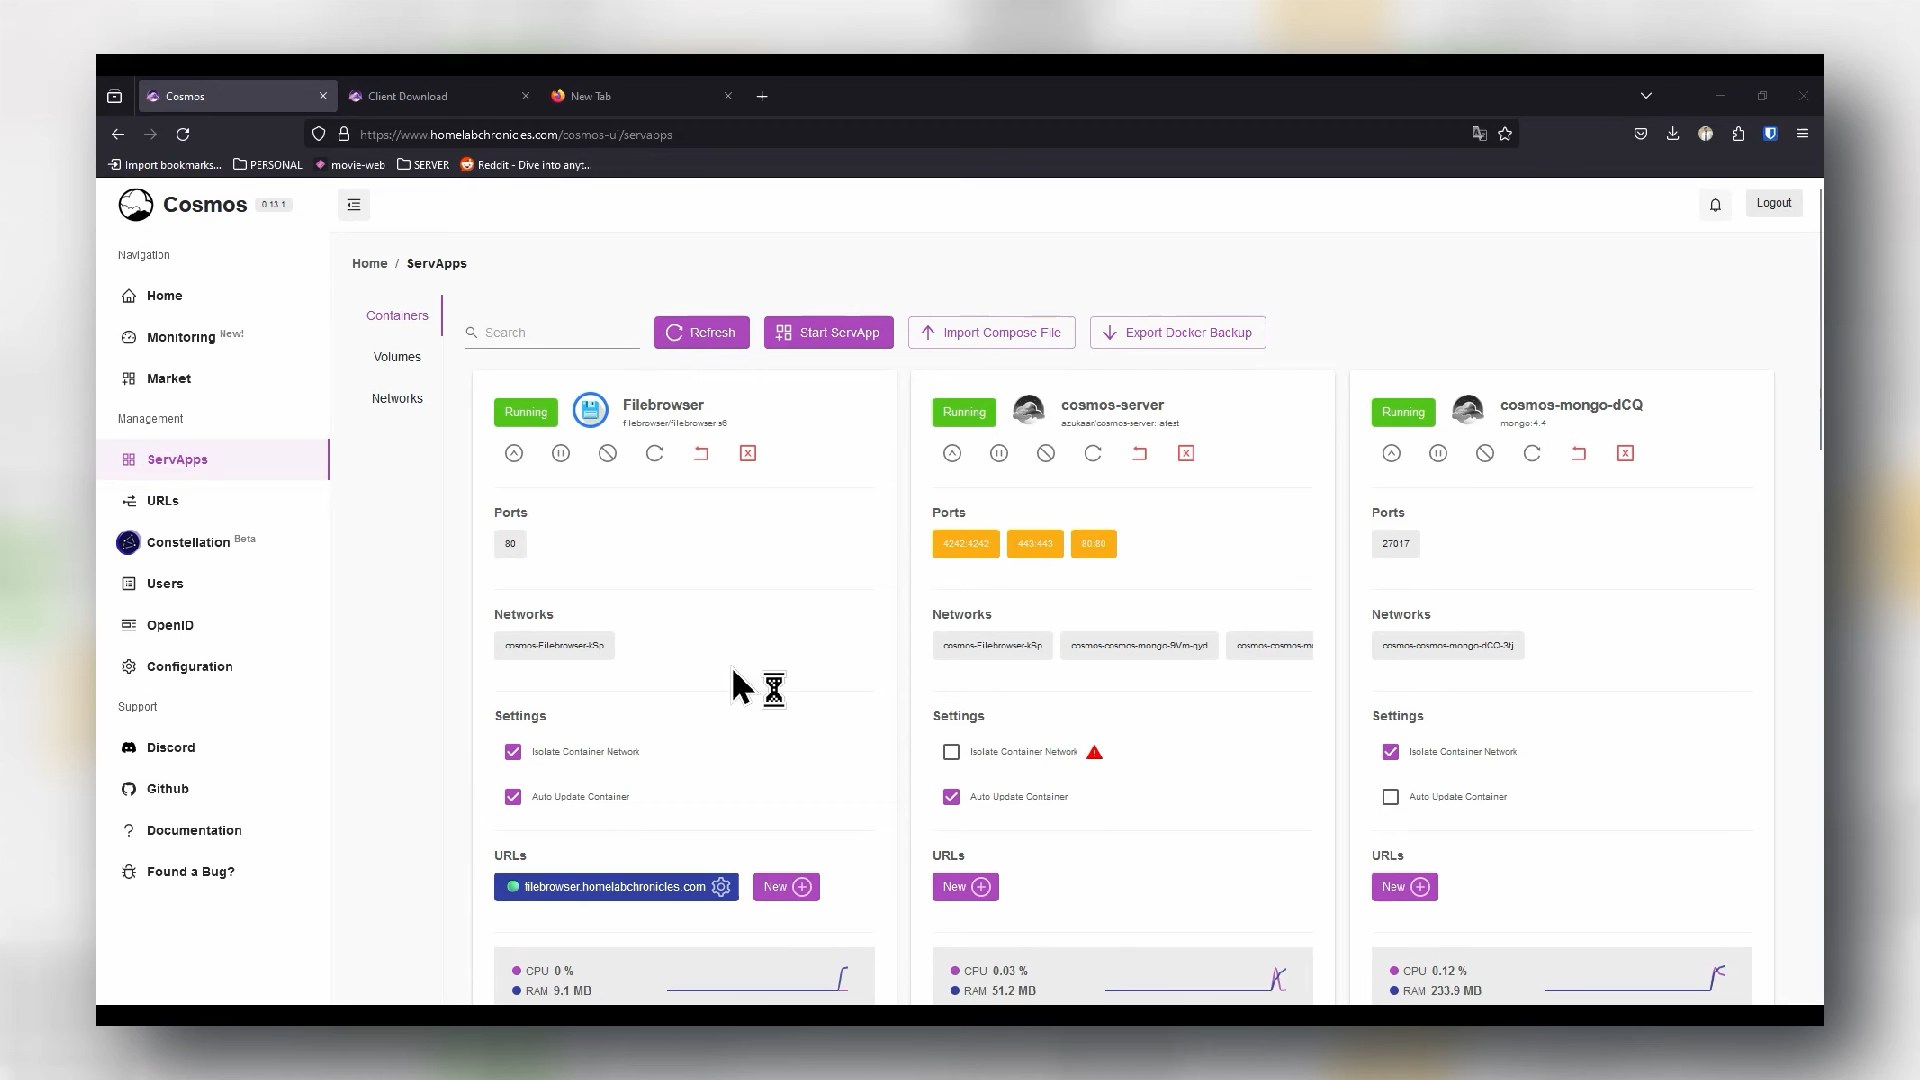 Cosmos
Client Download
New Tab
https://www.homelabchronicles.com/cosmos-ui/servapps
Import bookmarks...
PERSONAL
movie-web
SERVER
Reddit - Dive into anyt...
Cosmos
0.13.1
Logout
Navigation
Home
Monitoring New!
Market
Management
ServApps
URLs
Constellation Beta
Users
OpenID
Configuration
Support
Discord
Github
Documentation
Found a Bug?
Home / ServApps
Containers
Volumes
Networks
Search
Refresh
Start ServApp
Import Compose File
Export Docker Backup
Running
Filebrowser
filebrowser/filebrowser:s6
Ports
80
Networks
cosmos-Filebrowser-kSp
Settings
Isolate Container Network
Auto Update Container
URLs
filebrowser.homelabchronicles.com
New
CPU 0 %
RAM 9.1 MB
Running
cosmos-server
azukaar/cosmos-server:latest
Ports
4242:4242
443:443
80:80
Networks
cosmos-Filebrowser-kSp
cosmos-cosmos-mongo-9Vm-qyd
cosmos-cosmos-m
Settings
Isolate Container Network
Auto Update Container
URLs
New
CPU 0.03 %
RAM 51.2 MB
Running
cosmos-mongo-dCQ
mongo:4.4
Ports
27017
Networks
cosmos-cosmos-mongo-dCQ-3tj
Settings
Isolate Container Network
Auto Update Container
URLs
New
CPU 0.12 %
RAM 233.9 MB